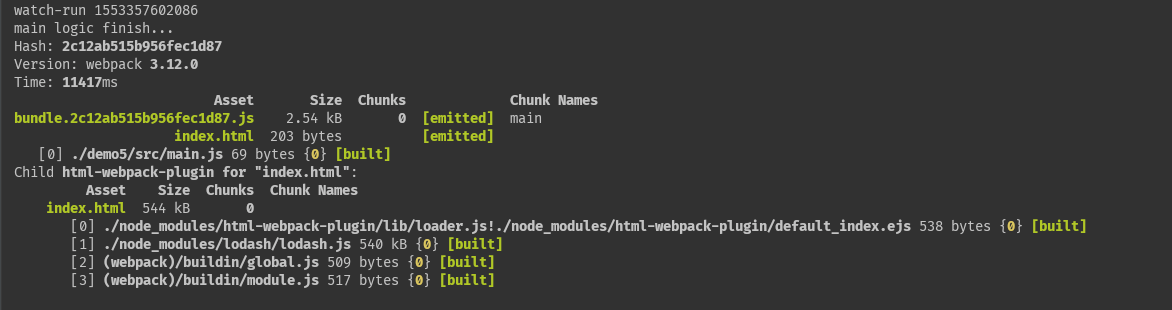 watch-run 1553357602086
main logic finish...
Hash: 2c12ab515b956fec1d87
Version: webpack 3.12.0
Time: 11417ms
Asset Size Chunks Chunk Names
bundle.2c12ab515b956fec1d87.js 2.54 kB 0 [emitted] main
index.html 203 bytes [emitted]
[0] ./demo5/src/main.js 69 bytes {0} [built]
Child html-webpack-plugin for "index.html":
Asset Size Chunks Chunk Names
index.html 544 kB 0
[0] ./node_modules/html-webpack-plugin/lib/loader.js!./node_modules/html-webpack-plugin/default_index.ejs 538 bytes {0} [built]
[1] ./node_modules/lodash/lodash.js 540 kB {0} [built]
[2] (webpack)/buildin/global.js 509 bytes {0} [built]
[3] (webpack)/buildin/module.js 517 bytes {0} [built]